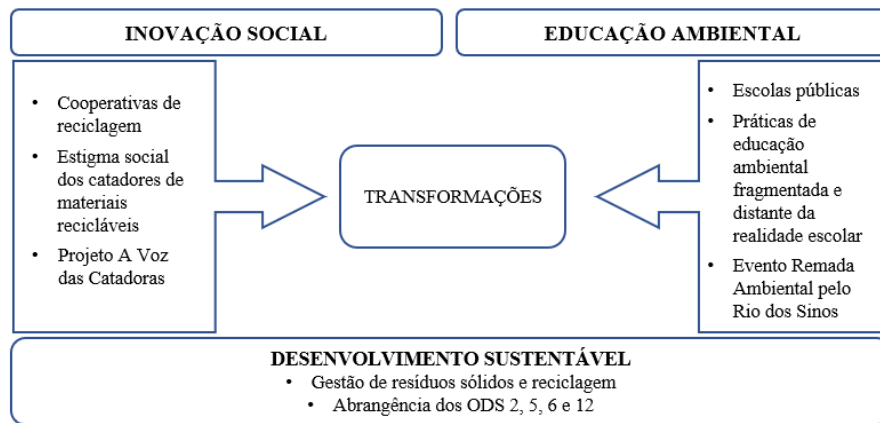 INOVAÇÃO SOCIAL
EDUCAÇÃO AMBIENTAL
• Cooperativas de
reciclagem
• Estigma social
dos catadores de
materiais
recicláveis
• Projeto A Voz
das Catadoras
TRANSFORMAÇÕES
• Escolas públicas
• Práticas de
educação
ambiental
fragmentada e
distante da
realidade escolar
• Evento Remada
Ambiental pelo
Rio dos Sinos
DESENVOLVIMENTO SUSTENTÁVEL
• Gestão de resíduos sólidos e reciclagem
• Abrangência dos ODS 2, 5, 6 e 12